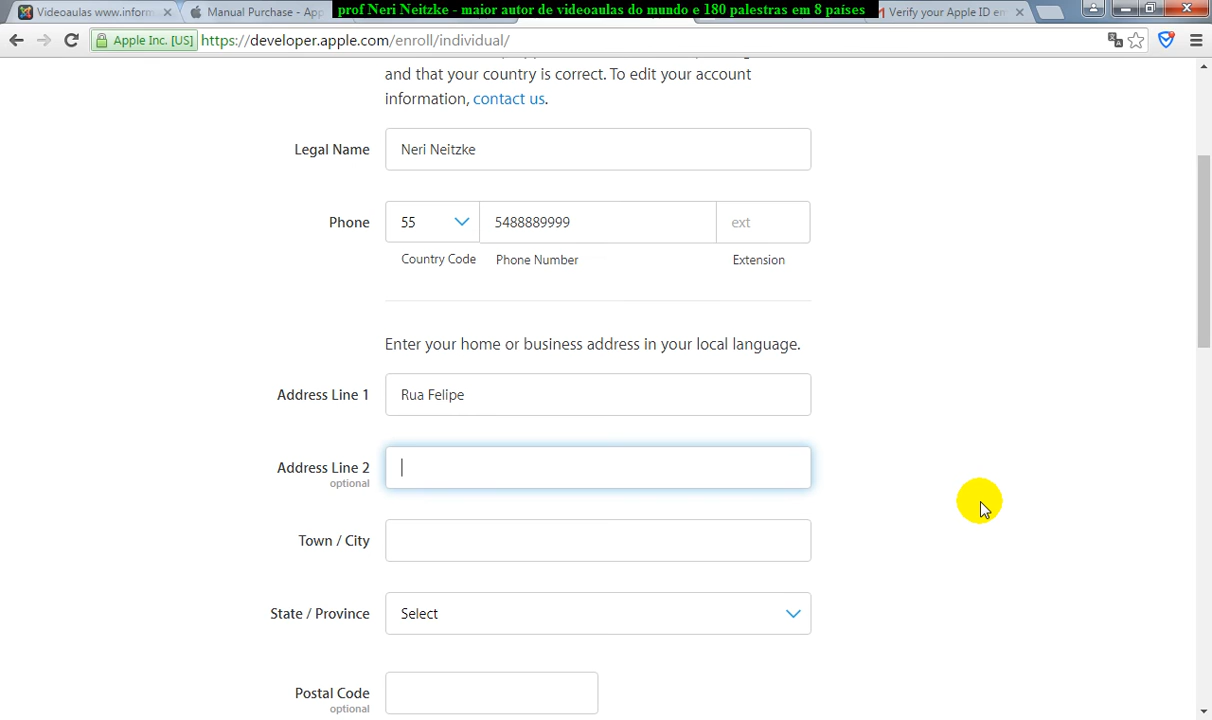 prof Neri Neitzke - maior autor de videoaulas do mundo e 180 palestras em 8 países
Videoaulas www.inform
Manual Purchase - App
Verify your Apple ID em
Apple Inc. [US] https://developer.apple.com/enroll/individual/
and that your country is correct. To edit your account
information, contact us.
Legal Name Neri Neitzke
Phone 55 5488889999 ext
Country Code Phone Number Extension
Enter your home or business address in your local language.
Address Line 1 Rua Felipe
Address Line 2
optional
Town / City
State / Province Select
Postal Code
optional